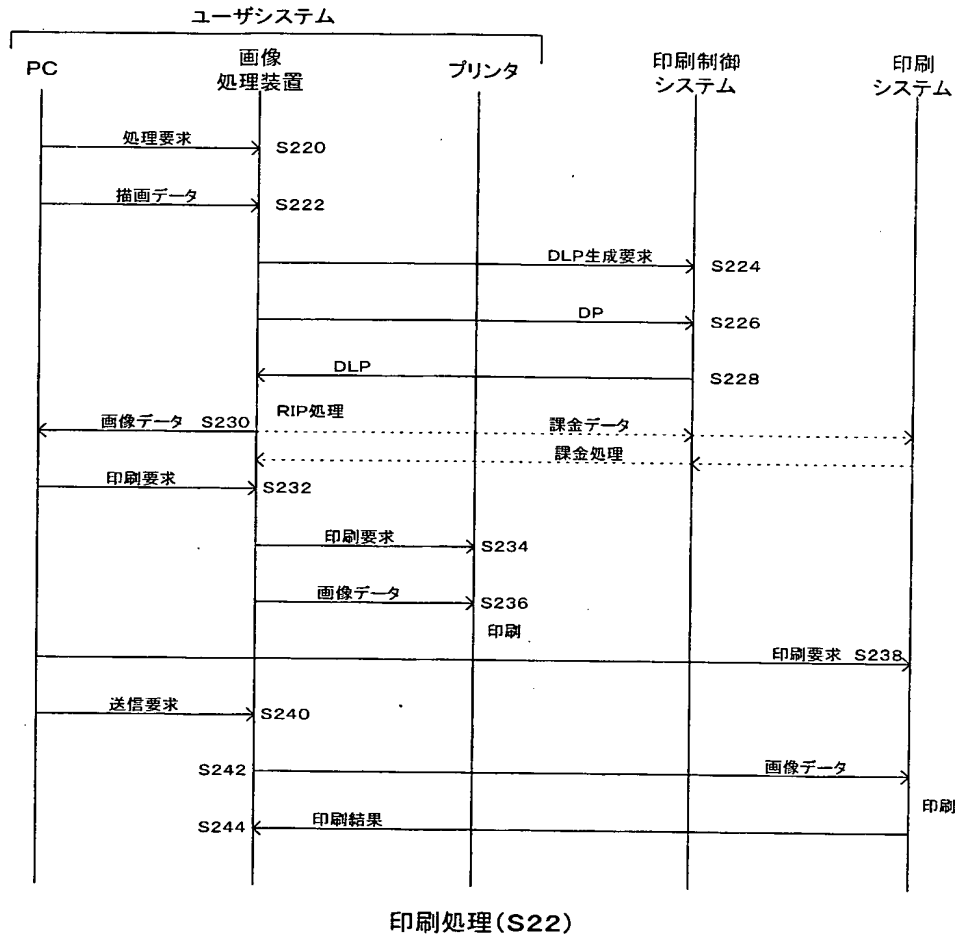 ユーザシステム
PC
画像
処理装置
プリンタ
印刷制御
システム
印刷
システム
処理要求
S220
描画データ
S222
DLP生成要求
S224
DP
S226
DLP
S228
画像データ S230
RIP処理
課金データ
課金処理
印刷要求
S232
印刷要求
S234
画像データ
S236
印刷
印刷要求 S238
送信要求
S240
S242
画像データ
印刷
S244
印刷結果
印刷処理(S22)